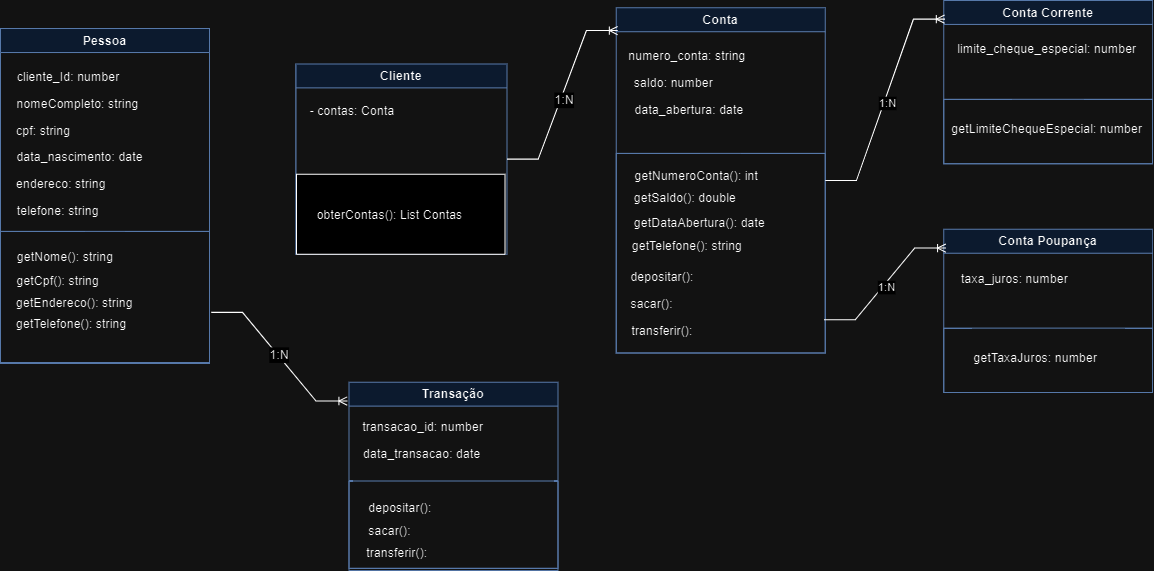 Pessoa
cliente_Id: number
nomeCompleto: string
cpf: string
data_nascimento: date
endereco: string
telefone: string
getNome(): string
getCpf(): string
getEndereco(): string
getTelefone(): string
1:N
Cliente
- contas: Conta
obterContas(): List Contas
1:N
Transação
transacao_id: number
data_transacao: date
depositar():
sacar():
transferir():
Conta
numero_conta: string
saldo: number
data_abertura: date
getNumeroConta(): int
getSaldo(): double
getDataAbertura(): date
getTelefone(): string
depositar():
sacar():
transferir():
1:N
1:N
Conta Corrente
limite_cheque_especial: number
getLimiteChequeEspecial: number
Conta Poupança
taxa_juros: number
getTaxaJuros: number